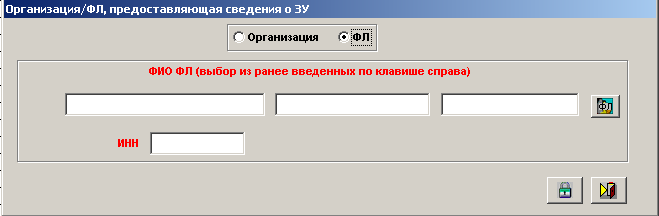 Организация/ФЛ, предоставляющая сведения о ЗУ
Организация ФЛ
ФИО ФЛ (выбор из ранее введенных по клавише справа)
ФЛ
ИНН